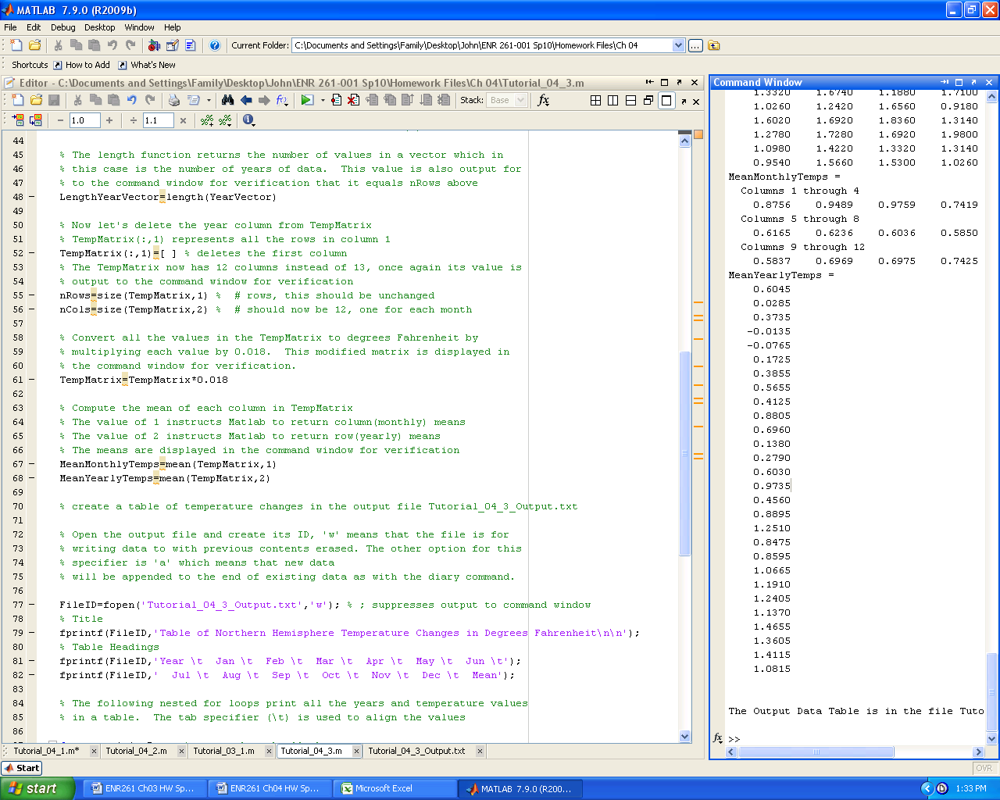 MATLAB 7.9.0 (R2009b)
File Edit Debug Desktop Window Help
Current Folder: C:\Documents and Settings\Family\Desktop\John\ENR 261-001 Sp10\Homework Files\Ch 04
Shortcuts How to Add What's New
Editor - C:\Documents and Settings\Family\Desktop\John\ENR 261-001 Sp10\Homework Files\Ch 04\Tutorial_04_3.m
Stack: Base
1.0 1.1
44
45 % The length function returns the number of values in a vector which in
46 % this case is the number of years of data.  This value is also output for
47 % to the command window for verification that it equals nRows above
48 LengthYearVector=length(YearVector)
49
50 % Now let's delete the year column from TempMatrix
51 % TempMatrix(:,1) represents all the rows in column 1
52 TempMatrix(:,1)=[ ] % deletes the first column
53 % The TempMatrix now has 12 columns instead of 13, once again its value is
54 % output to the command window for verification
55 nRows=size(TempMatrix,1) %  # rows, this should be unchanged
56 nCols=size(TempMatrix,2) %  # should now be 12, one for each month
57
58 % Convert all the values in the TempMatrix to degrees Fahrenheit by
59 % multiplying each value by 0.018.  This modified matrix is displayed in
60 % the command window for verification.
61 TempMatrix=TempMatrix*0.018
62
63 % Compute the mean of each column in TempMatrix
64 % The value of 1 instructs Matlab to return column(monthly) means
65 % The value of 2 instructs Matlab to return row(yearly) means
66 % The means are displayed in the command window for verification
67 MeanMonthlyTemps=mean(TempMatrix,1)
68 MeanYearlyTemps=mean(TempMatrix,2)
69
70 % create a table of temperature changes in the output file Tutorial_04_3_Output.txt
71
72 % Open the output file and create its ID, 'w' means that the file is for
73 % writing data to with previous contents erased. The other option for this
74 % specifier is 'a' which means that new data
75 % will be appended to the end of existing data as with the diary command.
76
77 FileID=fopen('Tutorial_04_3_Output.txt','w'); % ; suppresses output to command window
78 % Title
79 fprintf(FileID,'Table of Northern Hemisphere Temperature Changes in Degrees Fahrenheit\n\n');
80 % Table Headings
81 fprintf(FileID,'Year \t  Jan \t  Feb \t  Mar \t  Apr \t  May \t  Jun \t');
82 fprintf(FileID,'  Jul \t  Aug \t  Sep \t  Oct \t  Nov \t  Dec \t  Mean');
83
84 % The following nested for loops print all the years and temperature values
85 % in a table.  The tab specifier (\t) is used to align the values
86
Tutorial_04_1.m* Tutorial_04_2.m Tutorial_03_1.m Tutorial_04_3.m Tutorial_04_3_Output.txt
Command Window
1.3320 1.6740 1.1880 1.7100
1.0260 1.2420 1.6560 0.9180
1.6020 1.6920 1.8360 1.3140
1.2780 1.7280 1.6920 1.9800
1.0980 1.4220 1.3320 1.3140
0.9540 1.5660 1.5300 1.0260
MeanMonthlyTemps =
Columns 1 through 4
0.8756 0.9489 0.9759 0.7419
Columns 5 through 8
0.6165 0.6236 0.6036 0.5850
Columns 9 through 12
0.5837 0.6969 0.6975 0.7425
MeanYearlyTemps =
0.6045
0.0285
0.3735
-0.0135
-0.0765
0.1725
0.3855
0.5655
0.4125
0.8805
0.6960
0.1380
0.2790
0.6030
0.9735
0.4560
0.8895
1.2510
0.8475
0.8595
1.0665
1.1910
1.2405
1.1370
1.4655
1.3605
1.4115
1.0815
The Output Data Table is in the file Tuto
fx >>
Start OVR
start ENR261 Ch03 HW Sp... ENR261 Ch04 HW Sp... Microsoft Excel MATLAB 7.9.0 (R200... 1:33 PM